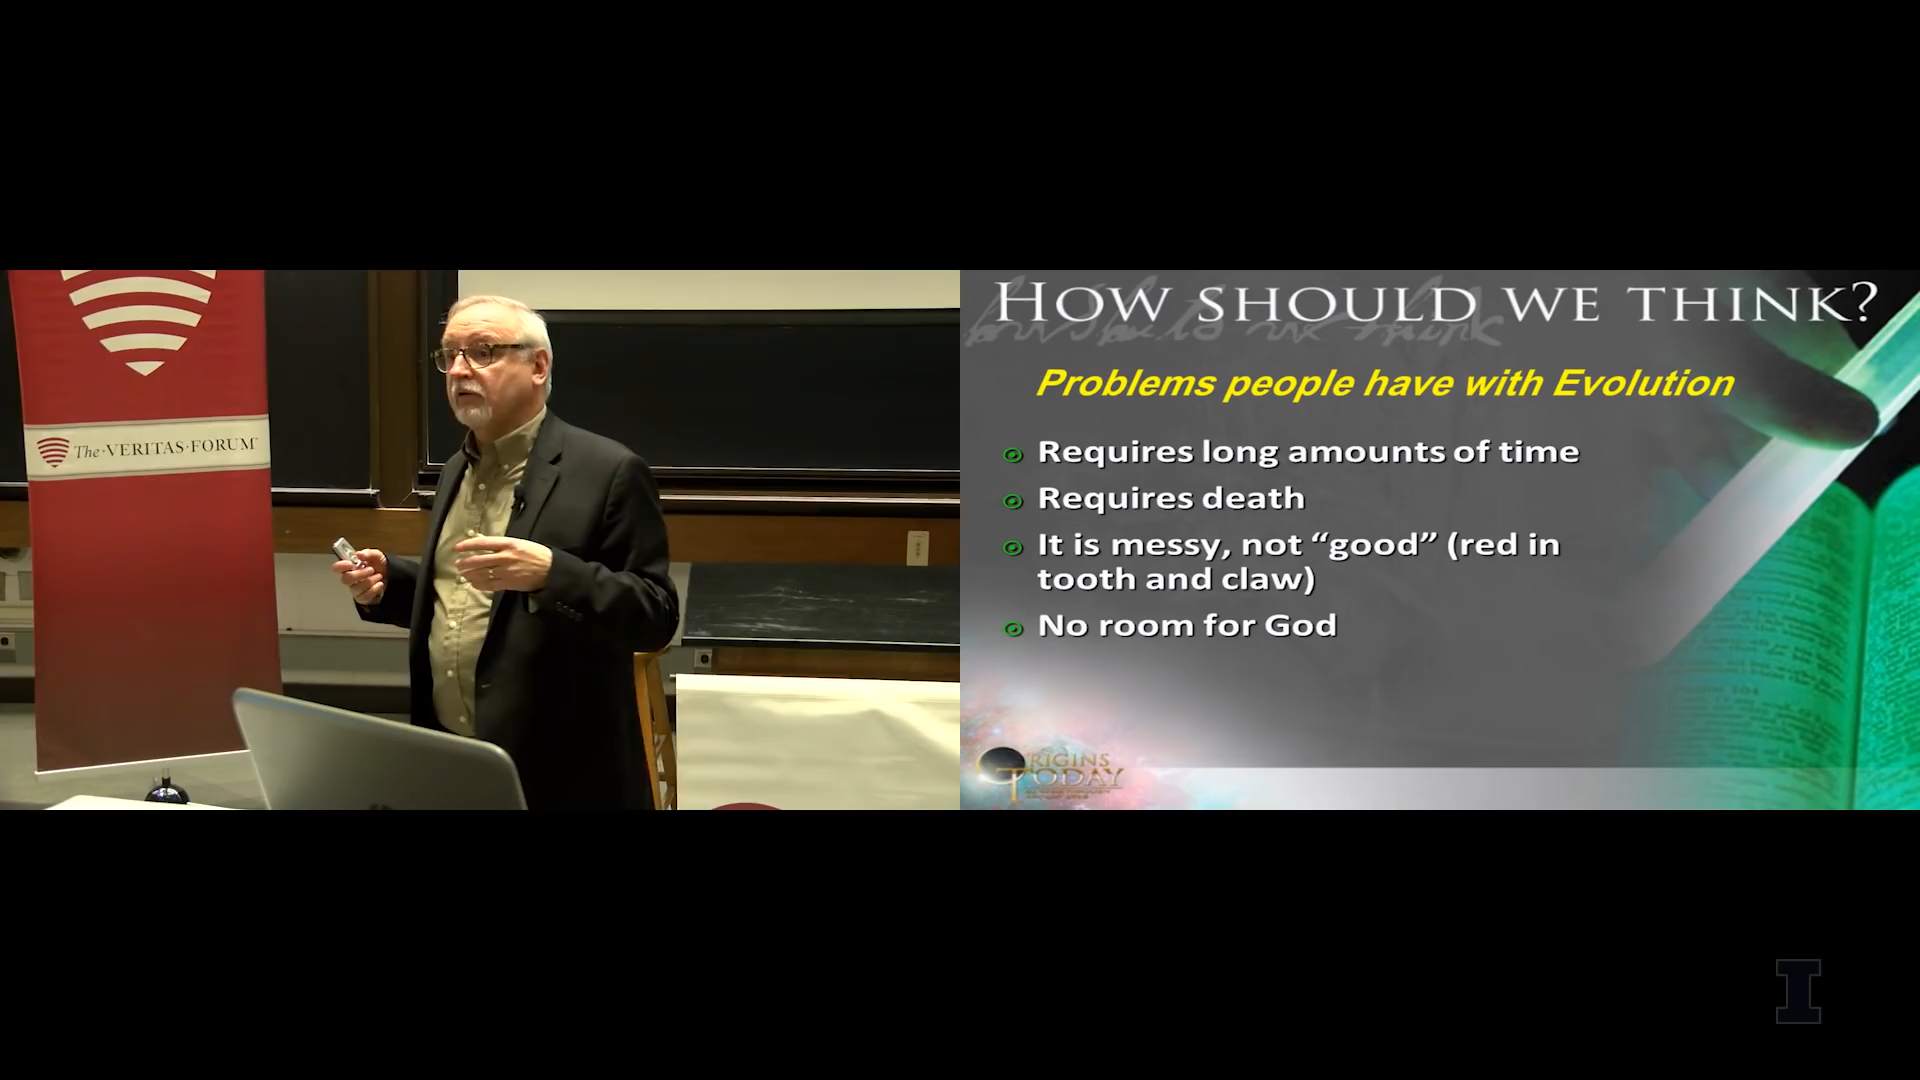 The·VERITAS·FORUM
HOW SHOULD WE THINK?
Problems people have with Evolution
Requires long amounts of time
Requires death
It is messy, not “good” (red in
tooth and claw)
No room for God
ORIGINS
TODAY
I